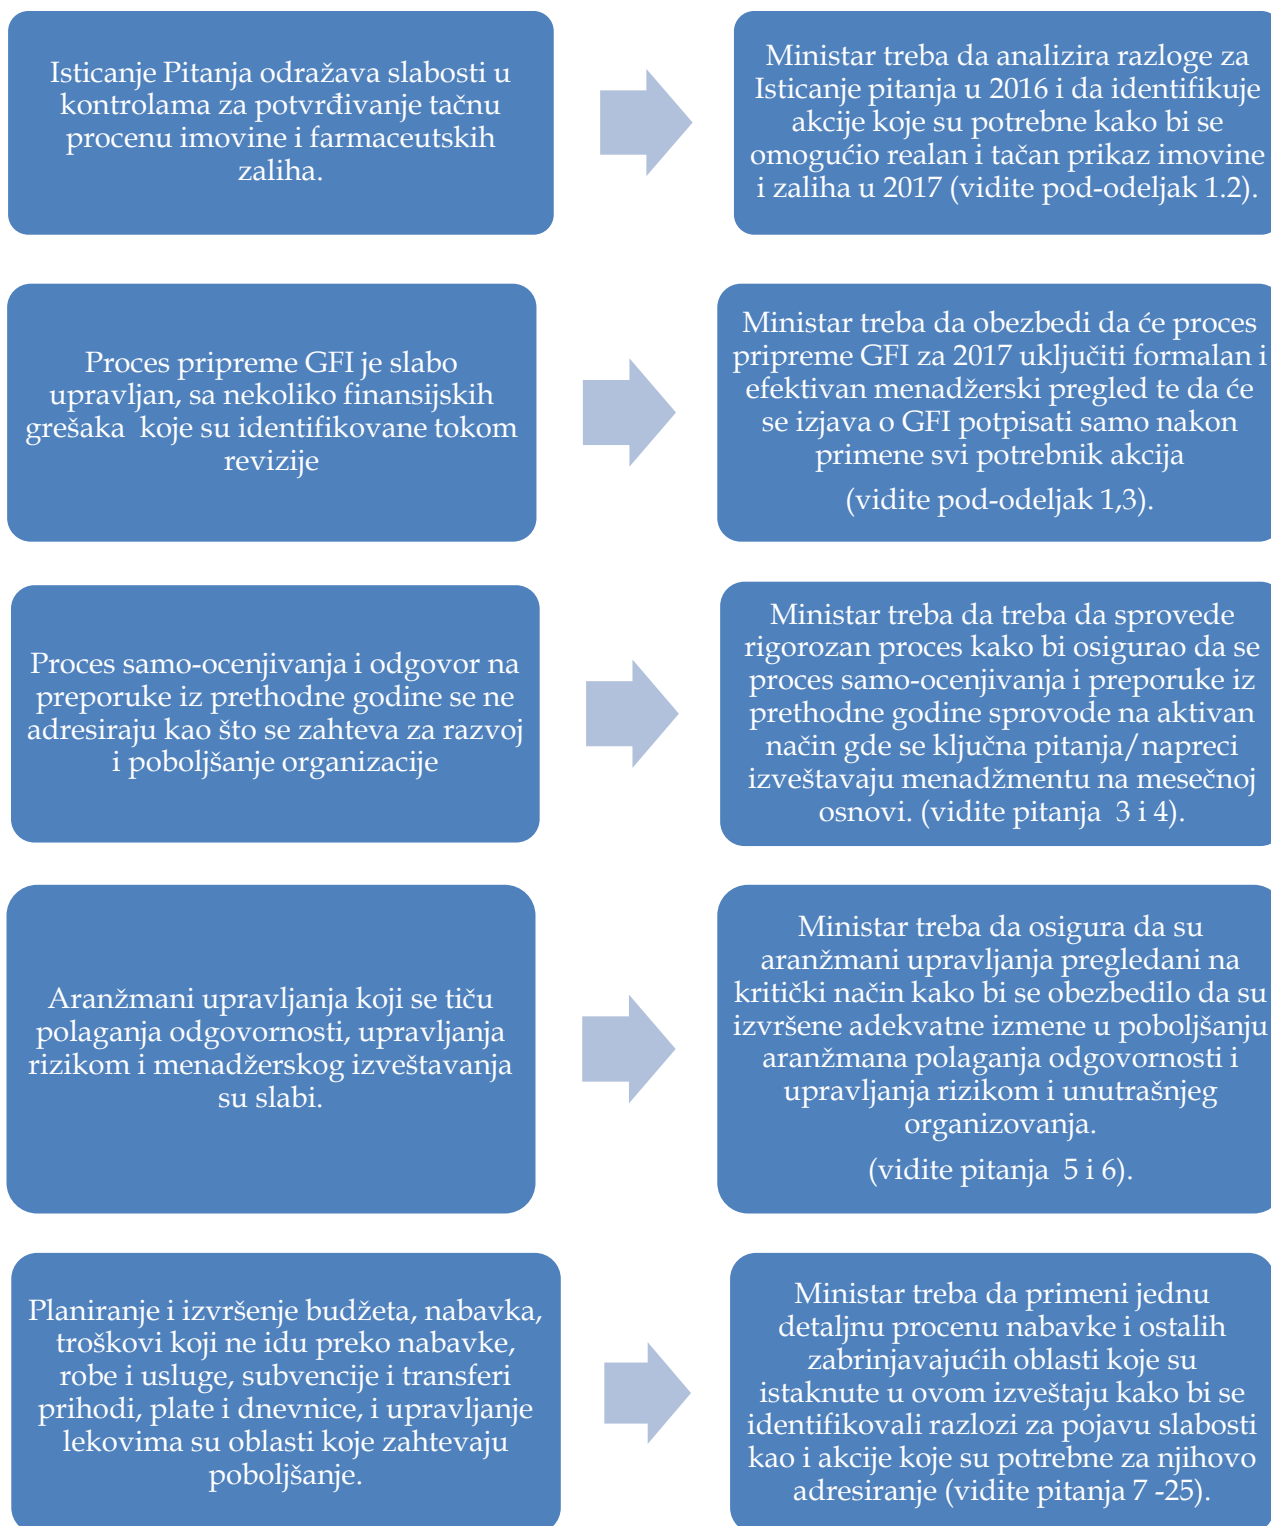 Isticanje Pitanja odražava slabosti u
kontrolama za potvrđivanje tačnu
procenu imovine i farmaceutskih
zaliha.
Ministar treba da analizira razloge za
Isticanje pitanja u 2016 i da identifikuje
akcije koje su potrebne kako bi se
omogućio realan i tačan prikaz imovine
i zaliha u 2017 (vidite pod-odeljak 1.2).
Proces pripreme GFI je slabo
upravljan, sa nekoliko finansijskih
grešaka  koje su identifikovane tokom
revizije
Ministar treba da obezbedi da će proces
pripreme GFI za 2017 uključiti formalan i
efektivan menadžerski pregled te da će
se izjava o GFI potpisati samo nakon
primene svi potrebnik akcija
(vidite pod-odeljak 1,3).
Proces samo-ocenjivanja i odgovor na
preporuke iz prethodne godine se ne
adresiraju kao što se zahteva za razvoj
i poboljšanje organizacije
Ministar treba da treba da sprovede
rigorozan proces kako bi osigurao da se
proces samo-ocenjivanja i preporuke iz
prethodne godine sprovode na aktivan
način gde se ključna pitanja/napreci
izveštavaju menadžmentu na mesečnoj
osnovi. (vidite pitanja  3 i 4).
Aranžmani upravljanja koji se tiču
polaganja odgovornosti, upravljanja
rizikom i menadžerskog izveštavanja
su slabi.
Ministar treba da osigura da su
aranžmani upravljanja pregledani na
kritički način kako bi se obezbedilo da su
izvršene adekvatne izmene u poboljšanju
aranžmana polaganja odgovornosti i
upravljanja rizikom i unutrašnjeg
organizovanja.
(vidite pitanja  5 i 6).
Planiranje i izvršenje budžeta, nabavka,
troškovi koji ne idu preko nabavke,
robe i usluge, subvencije i transferi
prihodi, plate i dnevnice, i upravljanje
lekovima su oblasti koje zahtevaju
poboljšanje.
Ministar treba da primeni jednu
detaljnu procenu nabavke i ostalih
zabrinjavajućih oblasti koje su
istaknute u ovom izveštaju kako bi se
identifikovali razlozi za pojavu slabosti
kao i akcije koje su potrebne za njihovo
adresiranje (vidite pitanja 7 -25).